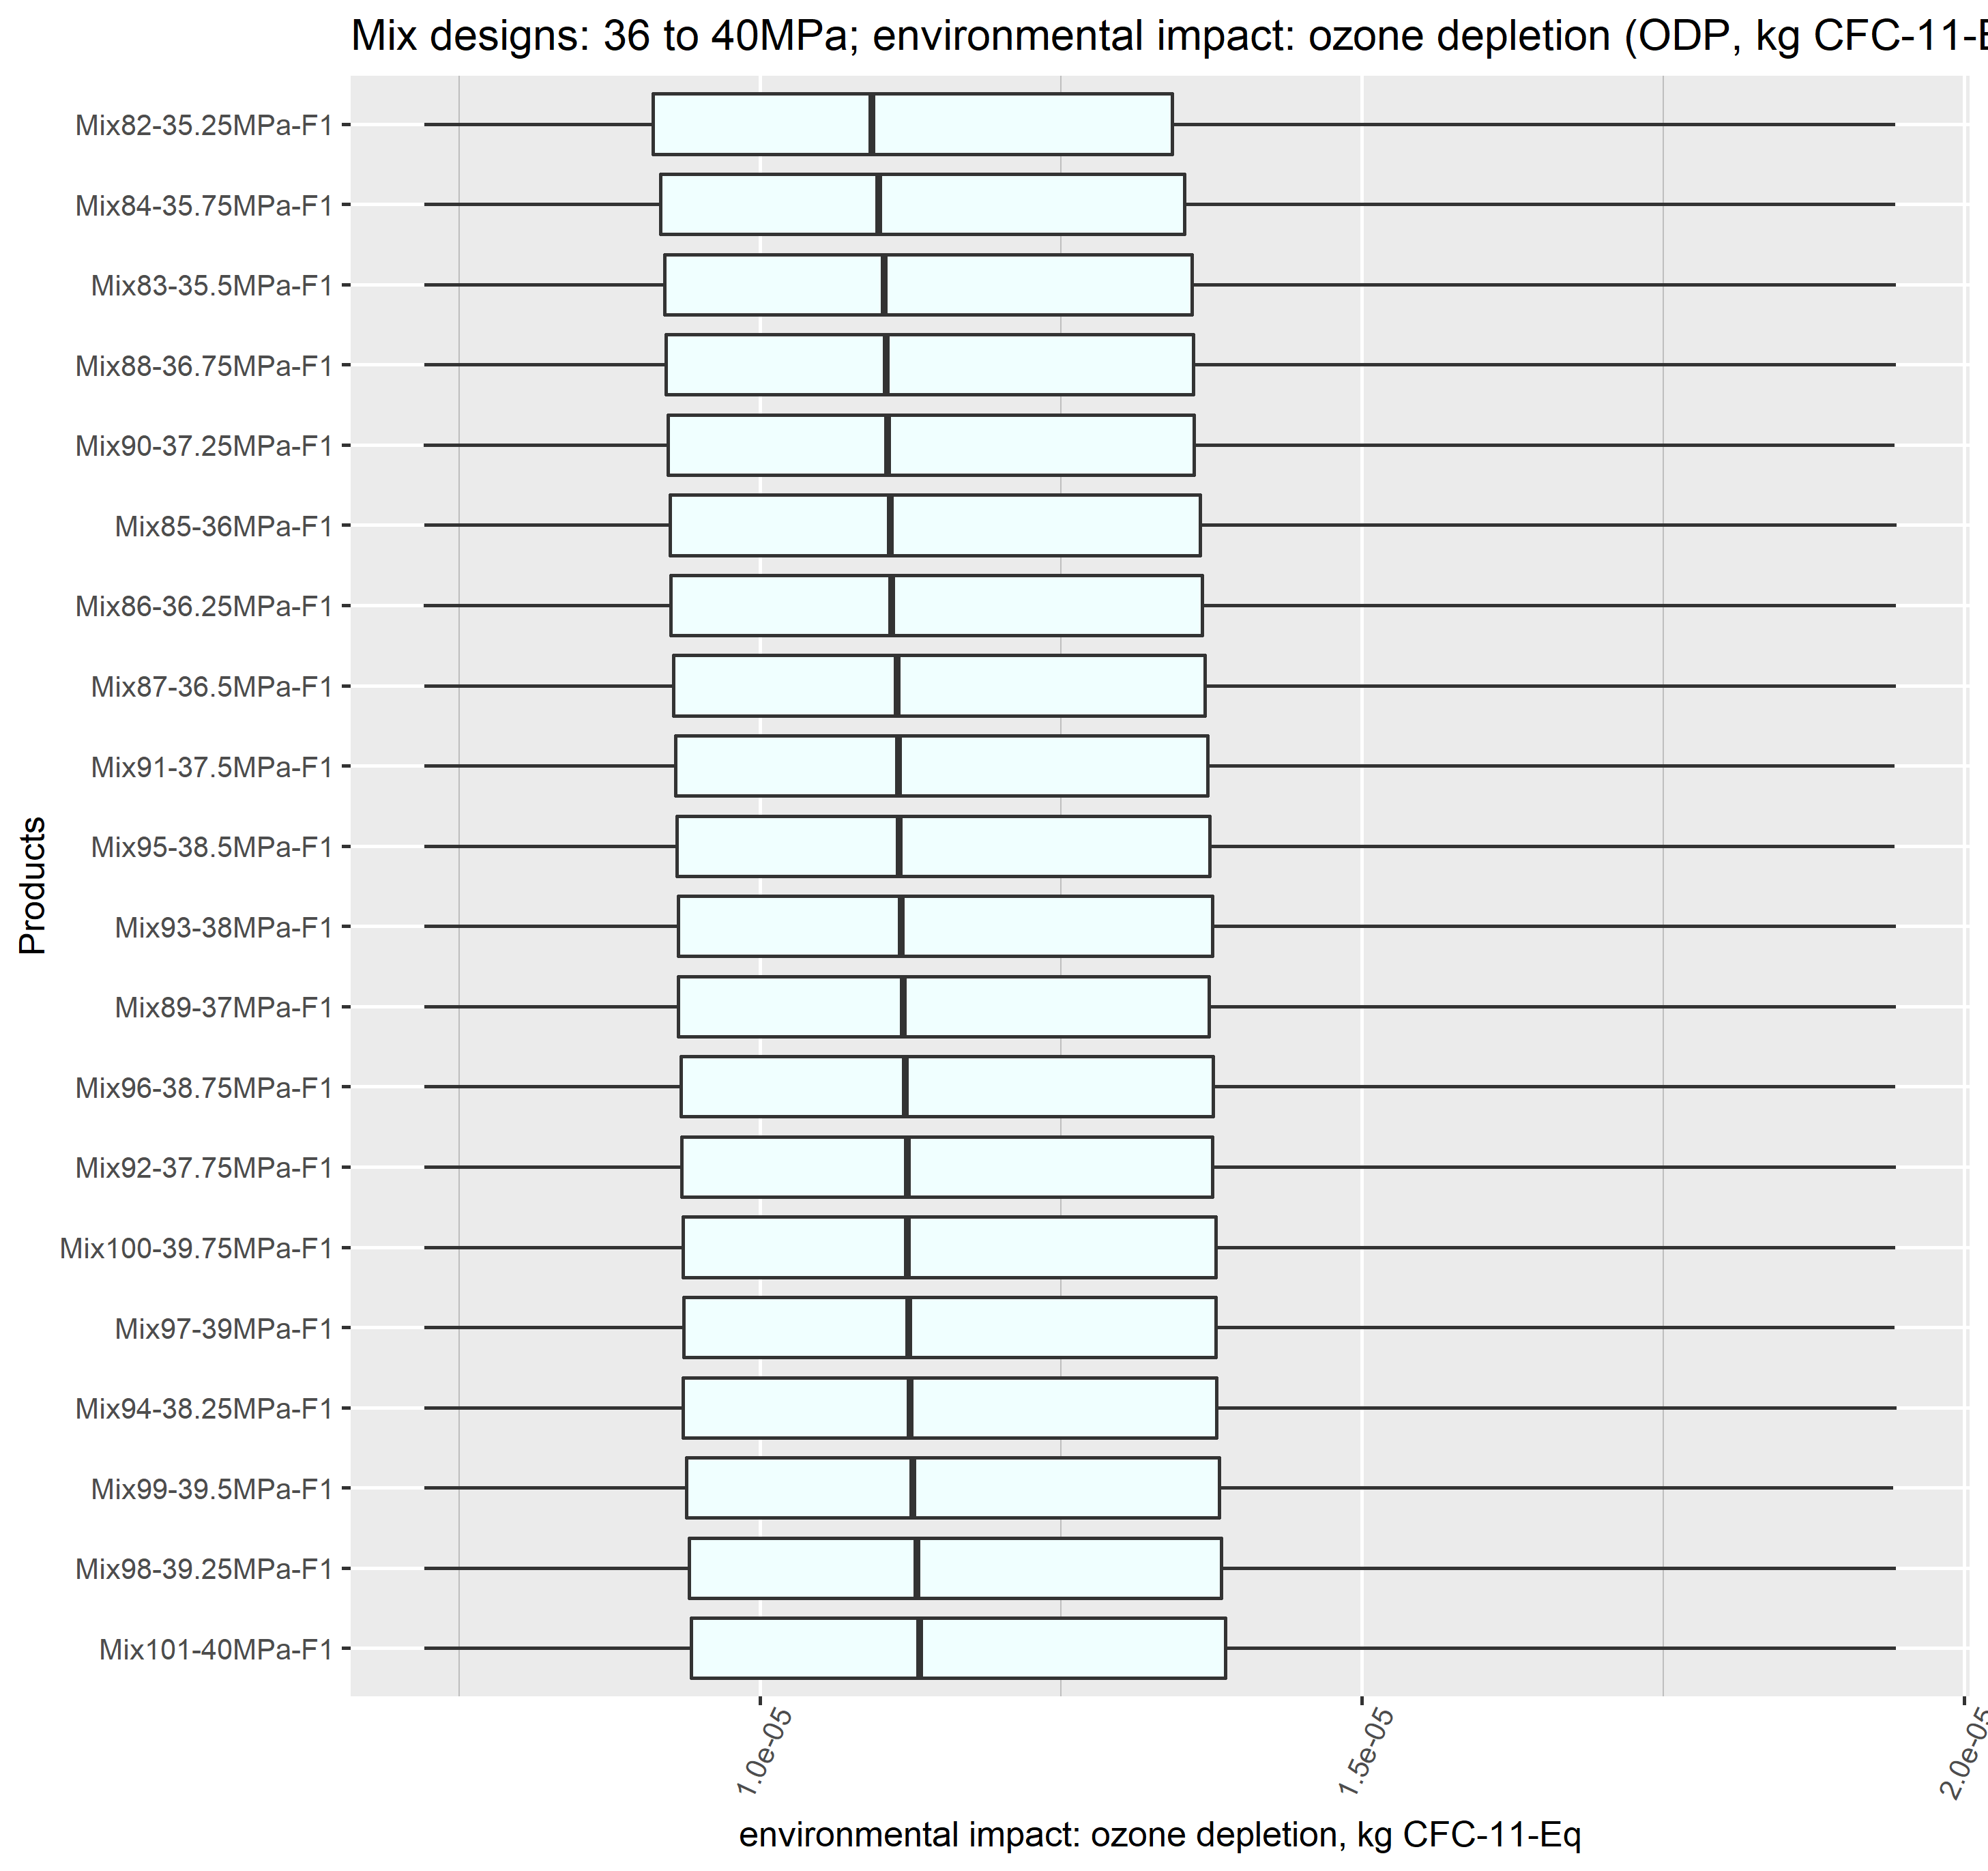 Mix designs: 36 to 40MPa; environmental impact: ozone depletion (ODP, kg CFC-11-E
Mix82-35.25MPa-F1
Mix84-35.75MPa-F1
Mix83-35.5MPa-F1
Mix88-36.75MPa-F1
Mix90-37.25MPa-F1
Mix85-36MPa-F1
Mix86-36.25MPa-F1
Mix87-36.5MPa-F1
Mix91-37.5MPa-F1
Mix95-38.5MPa-F1
Mix93-38MPa-F1
Mix89-37MPa-F1
Mix96-38.75MPa-F1
Mix92-37.75MPa-F1
Mix100-39.75MPa-F1
Mix97-39MPa-F1
Mix94-38.25MPa-F1
Mix99-39.5MPa-F1
Mix98-39.25MPa-F1
Mix101-40MPa-F1
Products
1.0e-05
1.5e-05
2.0e-05
environmental impact: ozone depletion, kg CFC-11-Eq